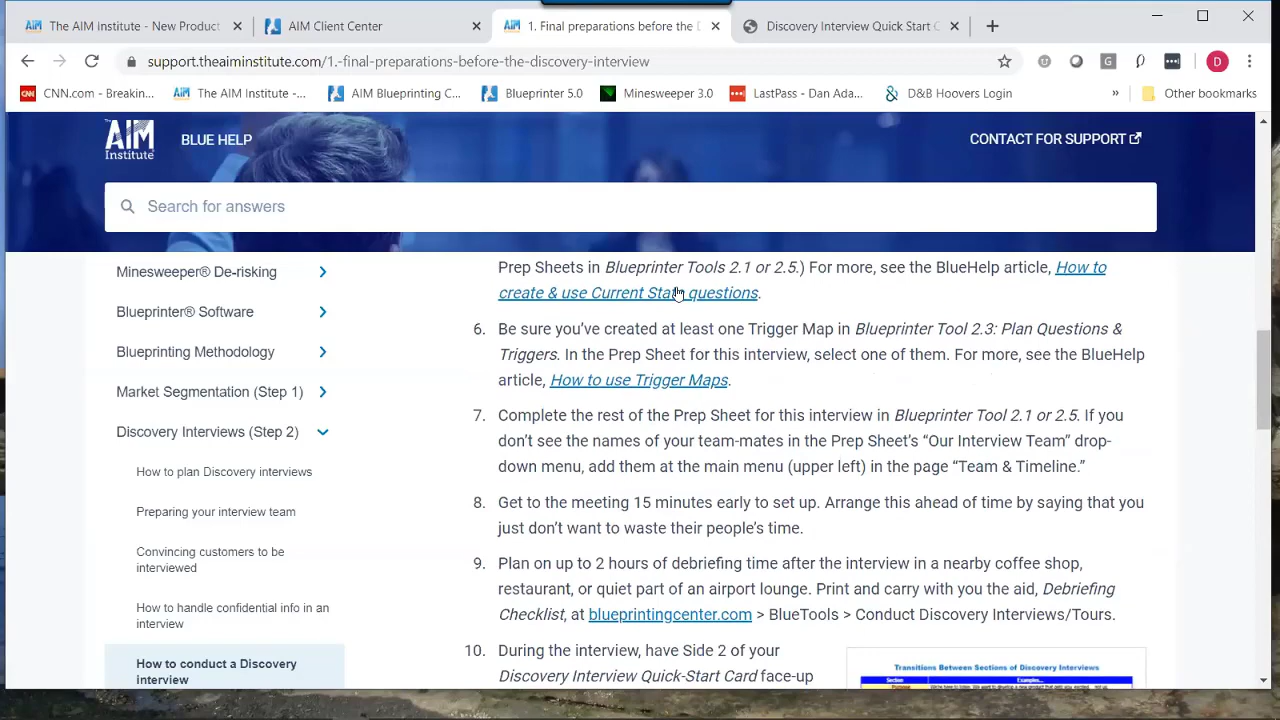 The AIM Institute - New Product
AIM Client Center
1. Final preparations before the D
Discovery Interview Quick Start C
support.theaiminstitute.com/1.-final-preparations-before-the-discovery-interview
G
D
CNN.com - Breakin...
The AIM Institute -...
AIM Blueprinting C...
Blueprinter 5.0
Minesweeper 3.0
LastPass - Dan Ada...
D&B Hoovers Login
»
Other bookmarks
The
AIM
Institute
BLUE HELP
CONTACT FOR SUPPORT
Search for answers
Minesweeper® De-risking
Blueprinter® Software
Blueprinting Methodology
Market Segmentation (Step 1)
Discovery Interviews (Step 2)
How to plan Discovery interviews
Preparing your interview team
Convincing customers to be
interviewed
How to handle confidential info in an
interview
How to conduct a Discovery
interview
Prep Sheets in Blueprinter Tools 2.1 or 2.5.) For more, see the BlueHelp article, How to
create & use Current State questions.
6. Be sure you've created at least one Trigger Map in Blueprinter Tool 2.3: Plan Questions &
Triggers. In the Prep Sheet for this interview, select one of them. For more, see the BlueHelp
article, How to use Trigger Maps.
7. Complete the rest of the Prep Sheet for this interview in Blueprinter Tool 2.1 or 2.5. If you
don't see the names of your team-mates in the Prep Sheet's “Our Interview Team” drop-
down menu, add them at the main menu (upper left) in the page “Team & Timeline.”
8. Get to the meeting 15 minutes early to set up. Arrange this ahead of time by saying that you
just don't want to waste their people's time.
9. Plan on up to 2 hours of debriefing time after the interview in a nearby coffee shop,
restaurant, or quiet part of an airport lounge. Print and carry with you the aid, Debriefing
Checklist, at blueprintingcenter.com > BlueTools > Conduct Discovery Interviews/Tours.
10. During the interview, have Side 2 of your
Discovery Interview Quick-Start Card face-up
Transitions Between Sections of Discovery Interviews
Section
Examples...
Purpose